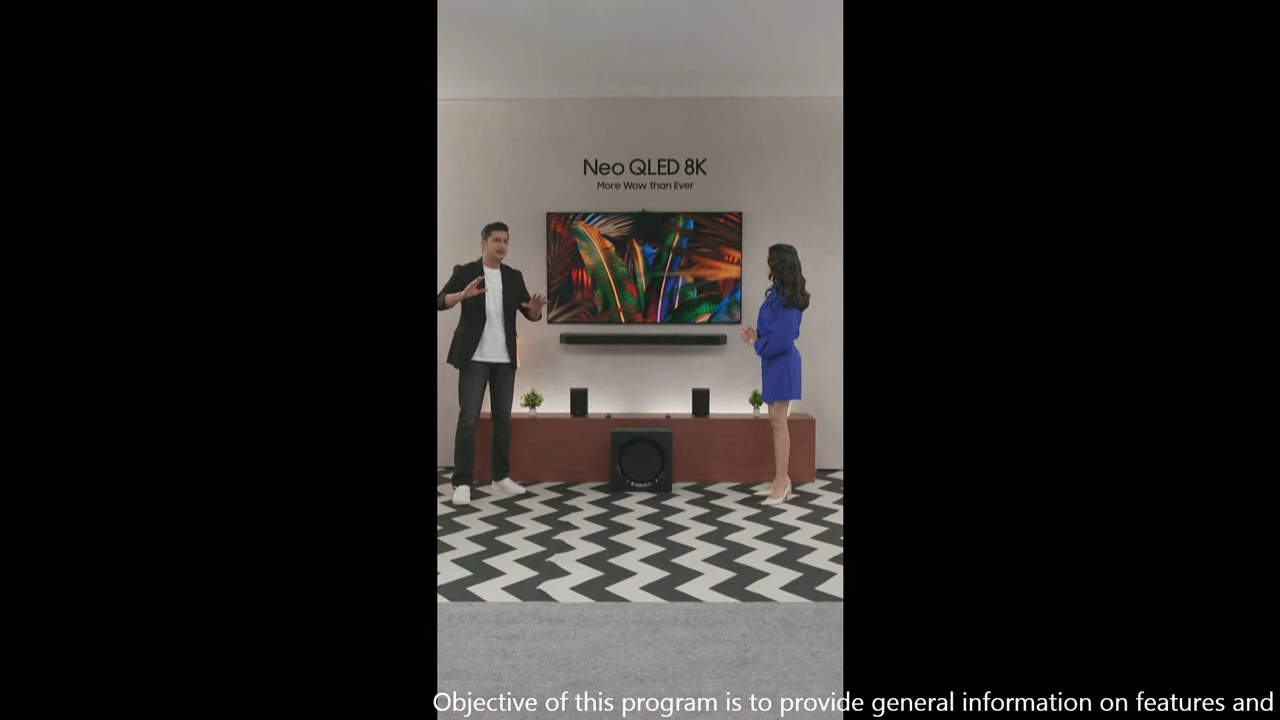 Neo QLED 8K
More Wow than Ever
Objective of this program is to provide general information on features and